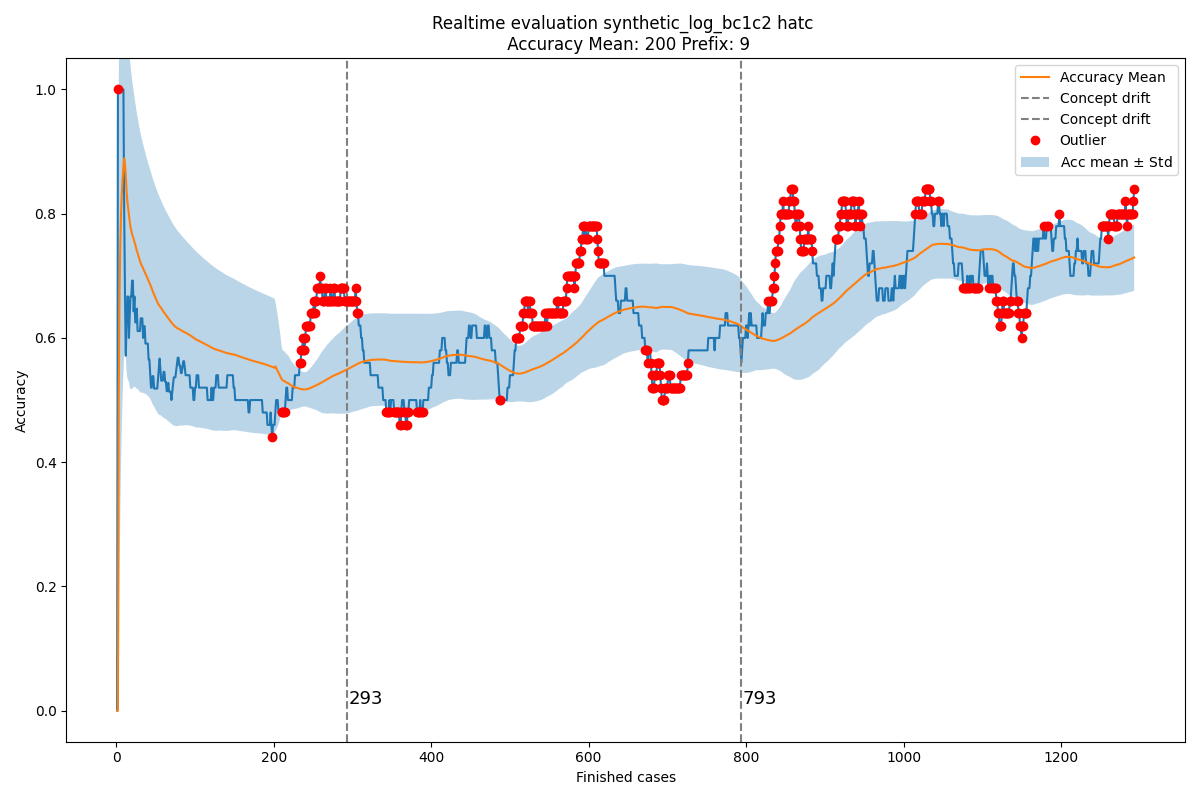 Realtime evaluation synthetic_log_bc1c2 hatc
Accuracy Mean: 200 Prefix: 9
Accuracy Mean
Concept drift
Concept drift
Outlier
Acc mean ± Std
1.0
0.8
0.6
0.4
0.2
0.0
Accuracy
293
793
0
200
400
600
800
1000
1200
Finished cases